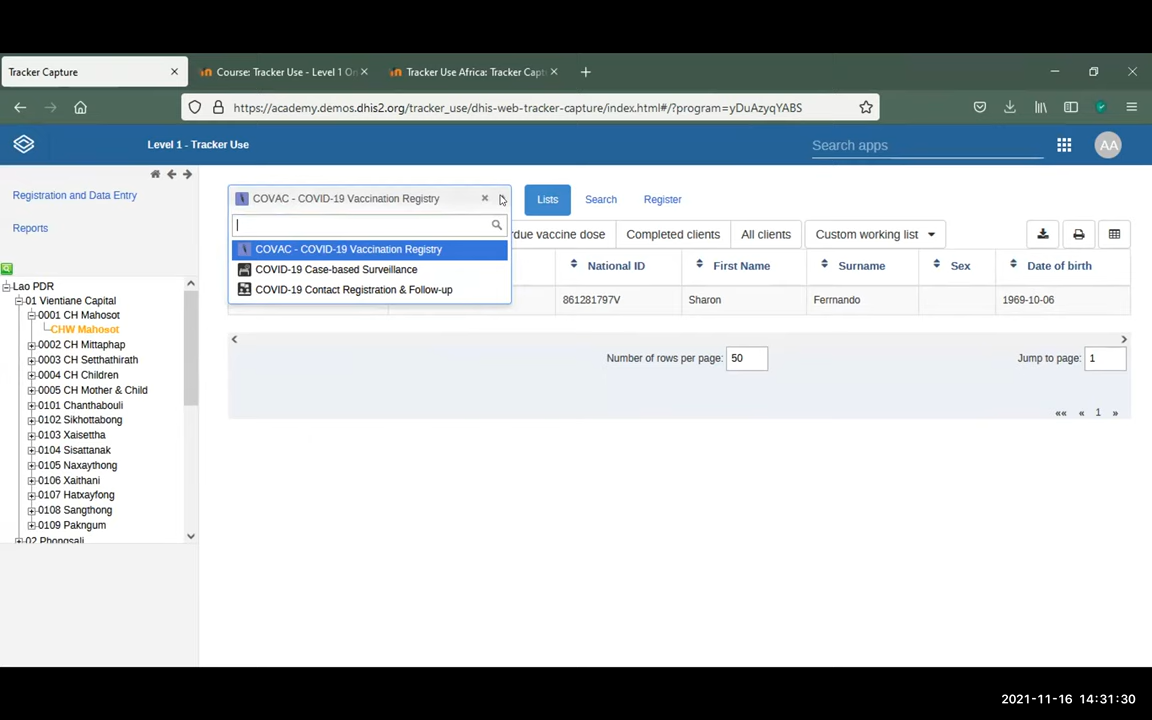 Tracker Capture
Course: Tracker Use - Level 1 On
Tracker Use Africa: Tracker Capt
https://academy.demos.dhis2.org/tracker_use/dhis-web-tracker-capture/index.html#/?program=yDuAzyqYABS
Level 1 - Tracker Use
Search apps
AA
Registration and Data Entry
Reports
COVAC - COVID-19 Vaccination Registry
Lists
Search
Register
rdue vaccine dose
Completed clients
All clients
Custom working list
COVAC - COVID-19 Vaccination Registry
COVID-19 Case-based Surveillance
COVID-19 Contact Registration & Follow-up
National ID
First Name
Surname
Sex
Date of birth
861281797V
Sharon
Fernando
1969-10-06
Number of rows per page: 50
Jump to page: 1
«« « 1 »
Lao PDR
01 Vientiane Capital
0001 CH Mahosot
CHW Mahosot
0002 CH Mittaphap
0003 CH Setthathirath
0004 CH Children
0005 CH Mother & Child
0101 Chanthabouli
0102 Sikhottabong
0103 Xaisettha
0104 Sisattanak
0105 Naxaythong
0106 Xaithani
0107 Hatxayfong
0108 Sangthong
0109 Pakngum
02 Phongsali
2021-11-16 14:31:30